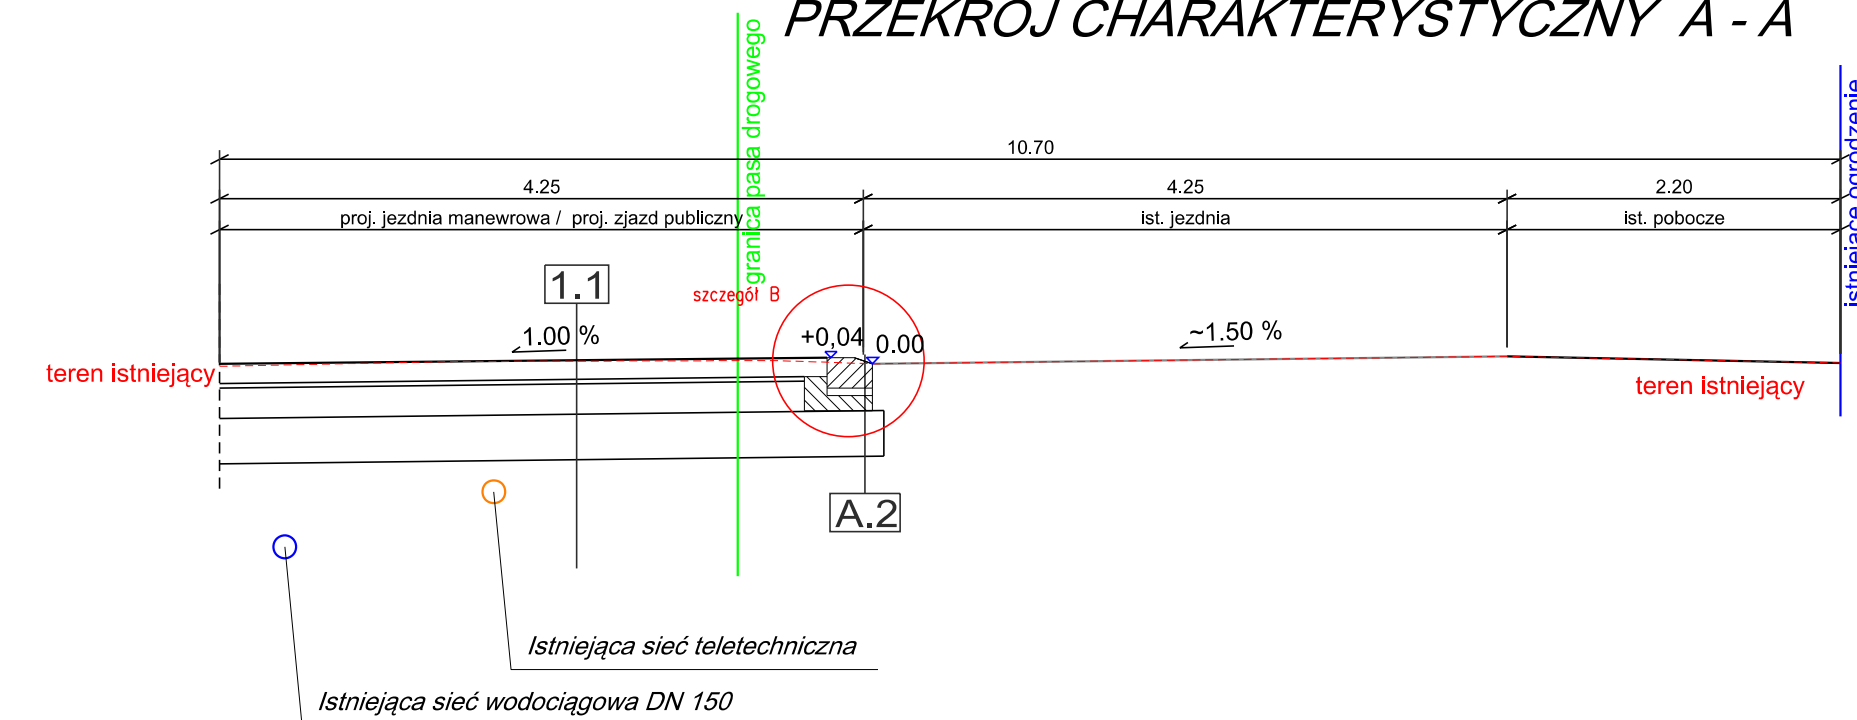 PRZEKRÓJ CHARAKTERYSTYCZNY A - A
granica pasa drogowego
istniejące ogrodzenie
10.70
4.25
4.25
2.20
proj. jezdnia manewrowa / proj. zjazd publiczny
ist. jezdnia
ist. pobocze
1.1
szczegół B
1.00 %
+0,04
0.00
~1.50 %
teren istniejący
teren istniejący
A.2
Istniejąca sieć teletechniczna
Istniejąca sieć wodociągowa DN 150